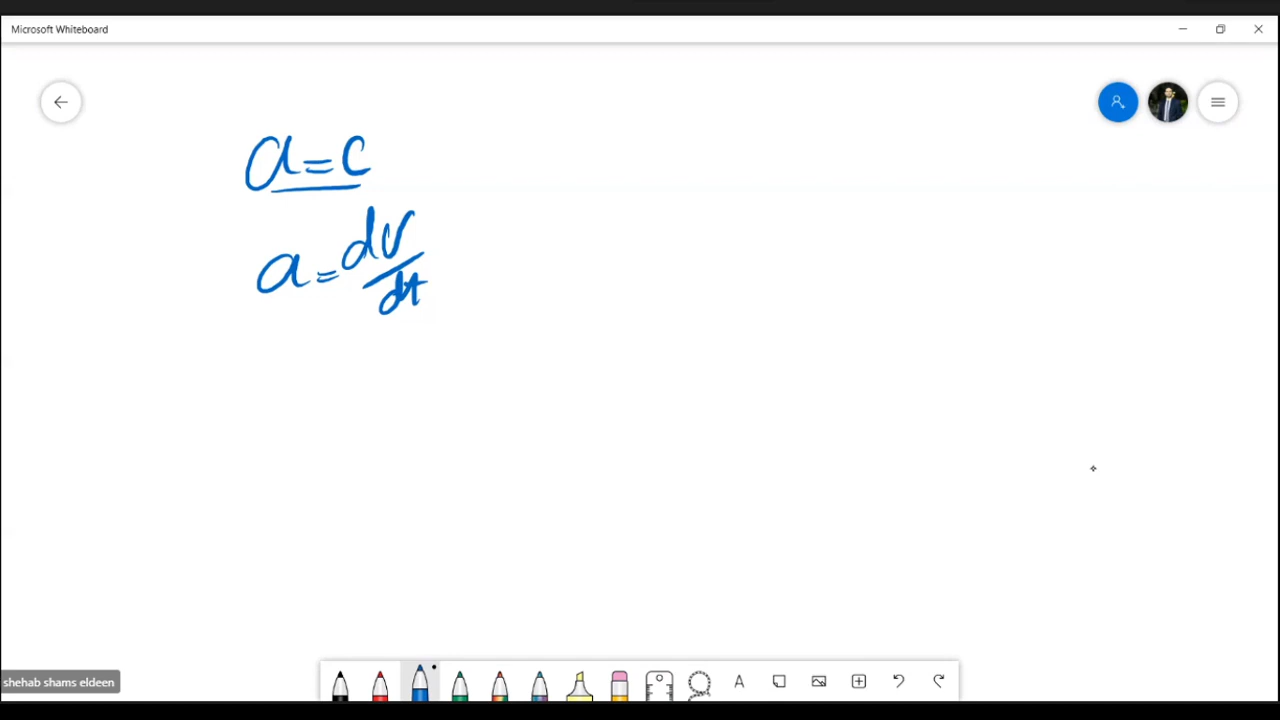 Microsoft Whiteboard
a = c
a = dv/dt
shehab shams eldeen
A